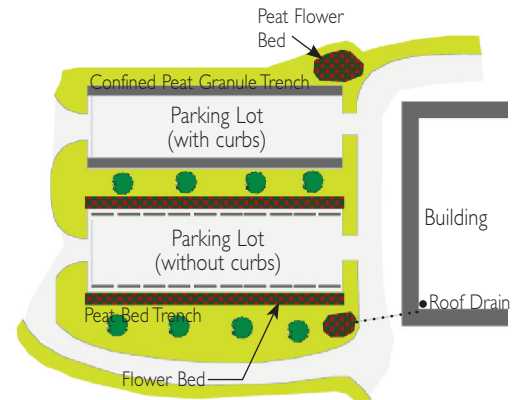 Peat Flower
Bed
Confined Peat Granule Trench
Parking Lot
(with curbs)
Building
Parking Lot
(without curbs)
Roof Drain
Peat Bed Trench
Flower Bed